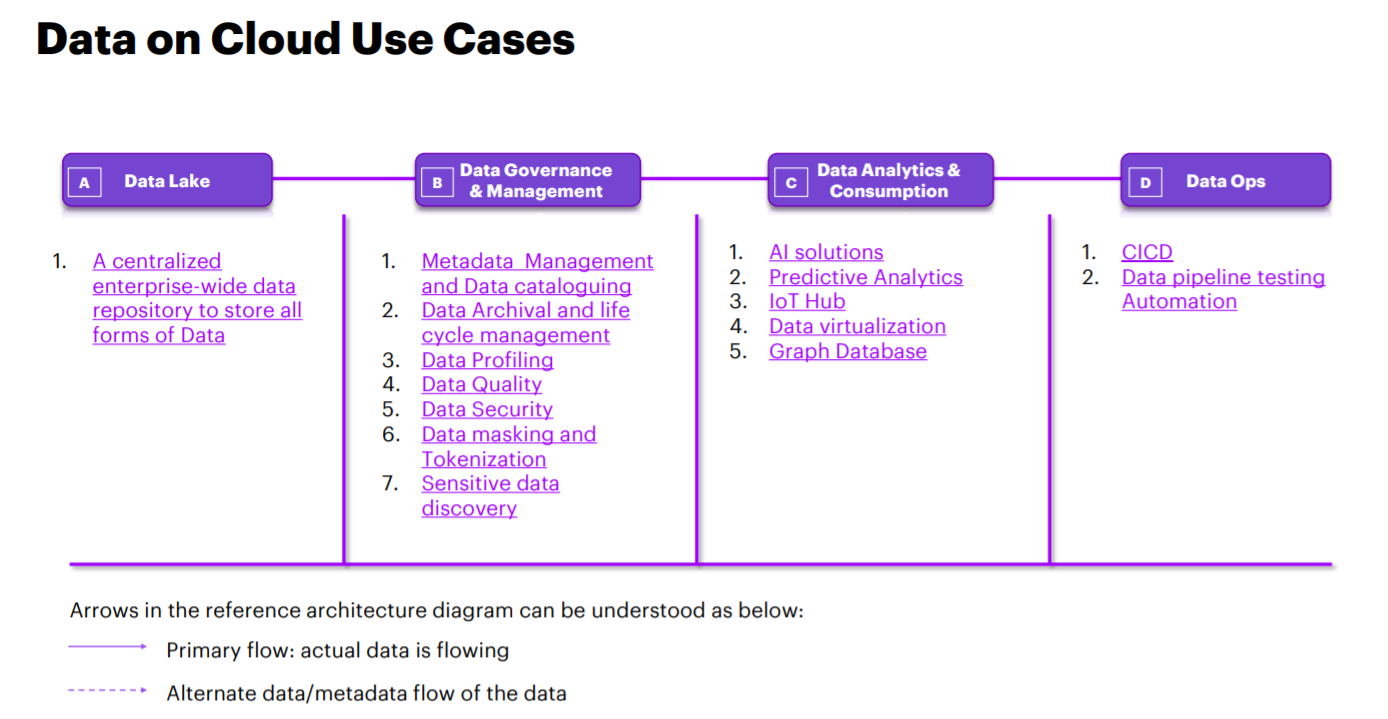 Data on Cloud Use Cases
A Data Lake
1. A centralized
enterprise-wide data
repository to store all
forms of Data
B Data Governance
& Management
1. Metadata Management
and Data cataloguing
2. Data Archival and life
cycle management
3. Data Profiling
4. Data Quality
5. Data Security
6. Data masking and
Tokenization
7. Sensitive data
discovery
C Data Analytics &
Consumption
1. AI solutions
2. Predictive Analytics
3. IoT Hub
4. Data virtualization
5. Graph Database
D Data Ops
1. CICD
2. Data pipeline testing
Automation
Arrows in the reference architecture diagram can be understood as below:
Primary flow: actual data is flowing
Alternate data/metadata flow of the data